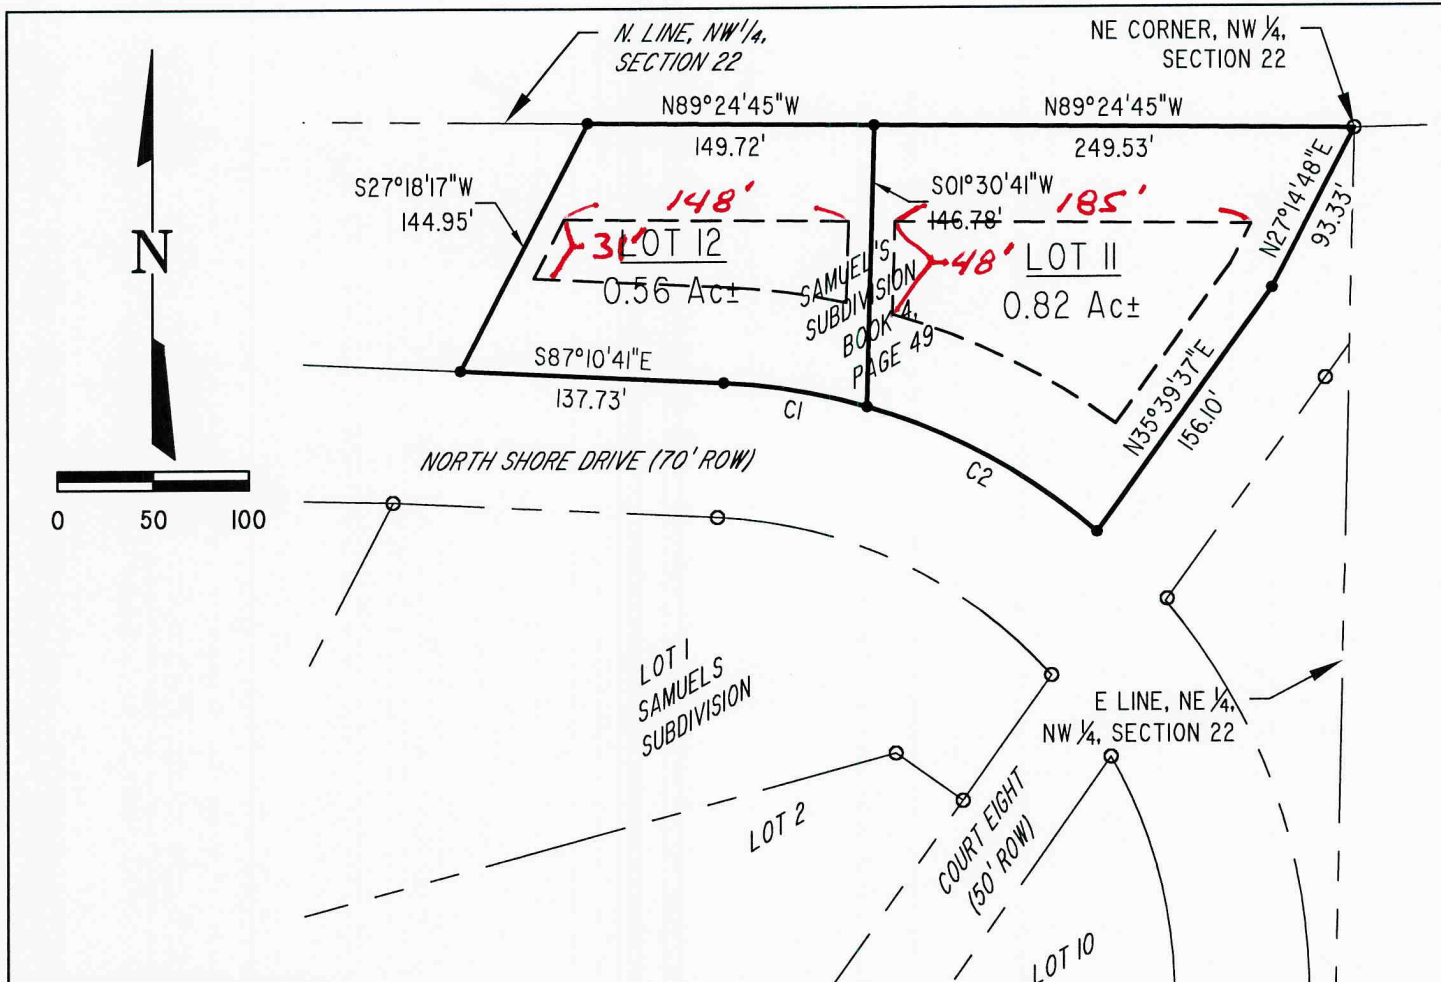 N. LINE, NW 1/4,
SECTION 22
NE CORNER, NW 1/4,
SECTION 22
N89°24'45"W
149.72'
N89°24'45"W
249.53'
S27°18'17"W
144.95'
S01°30'41"W
146.78'
N27°14'48"E
93.33'
148'
185'
31'
48'
LOT 12
0.56 Ac±
LOT 11
0.82 Ac±
SAMUEL'S
SUBDIVISION
BOOK 4,
PAGE 49
N
S87°10'41"E
137.73'
C1
C2
N35°39'37"E
156.10'
NORTH SHORE DRIVE (70' ROW)
0 50 100
LOT 1
SAMUELS
SUBDIVISION
E LINE, NE 1/4,
NW 1/4, SECTION 22
LOT 2
COURT EIGHT
(50' ROW)
LOT 10